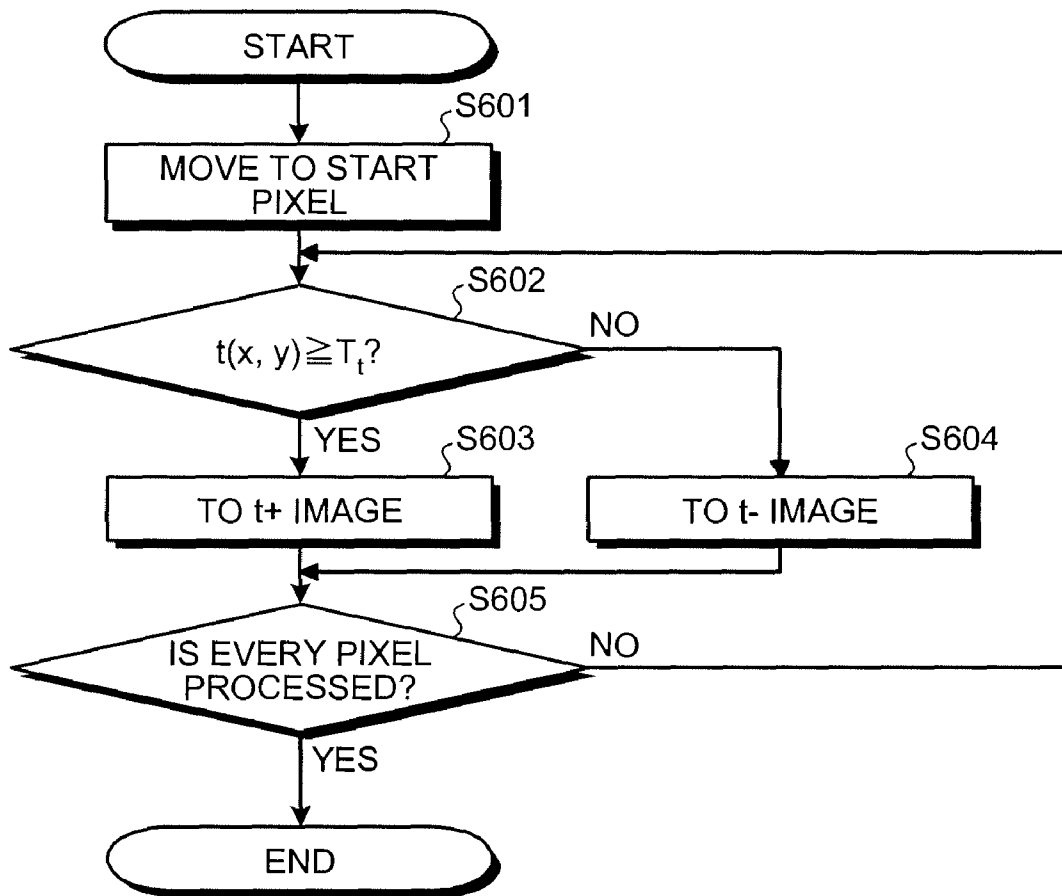 START
S601
MOVE TO START
PIXEL
S602
t(x, y)≧Tt?
NO
YES
S603
TO t+ IMAGE
S604
TO t- IMAGE
S605
IS EVERY PIXEL
PROCESSED?
NO
YES
END